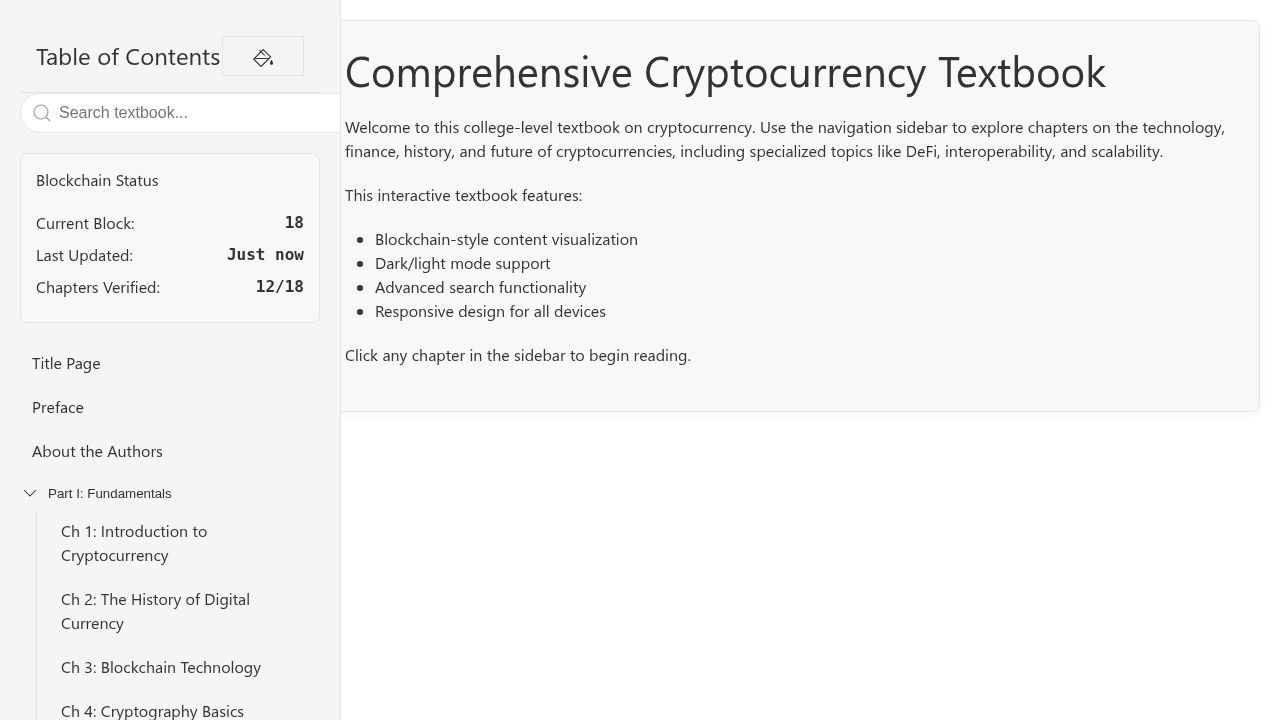 Table of Contents
Search textbook...
Blockchain Status
Current Block: 18
Last Updated: Just now
Chapters Verified: 12/18
Title Page
Preface
About the Authors
Part I: Fundamentals
Ch 1: Introduction to
Cryptocurrency
Ch 2: The History of Digital
Currency
Ch 3: Blockchain Technology
Ch 4: Cryptography Basics
Comprehensive Cryptocurrency Textbook
Welcome to this college-level textbook on cryptocurrency. Use the navigation sidebar to explore chapters on the technology,
finance, history, and future of cryptocurrencies, including specialized topics like DeFi, interoperability, and scalability.
This interactive textbook features:
Blockchain-style content visualization
Dark/light mode support
Advanced search functionality
Responsive design for all devices
Click any chapter in the sidebar to begin reading.